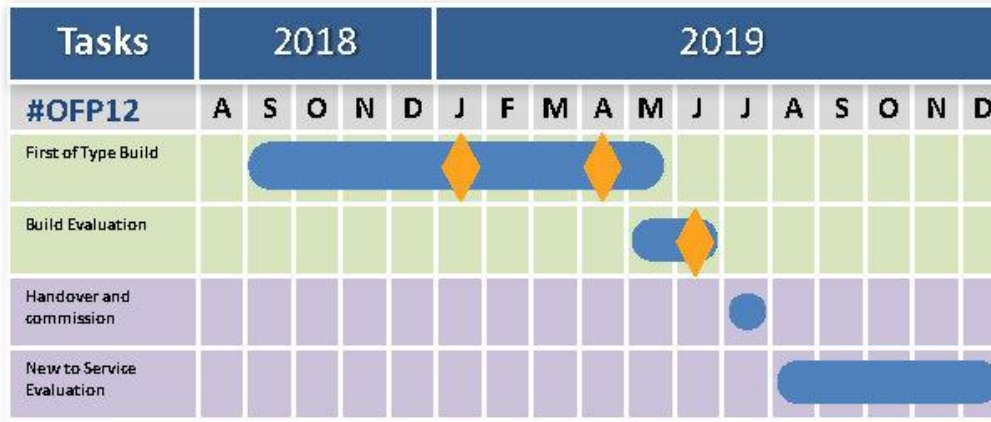 Tasks 2018 2019
#OFP12 A S O N D J F M A M J J A S O N D
First of Type Build
Build Evaluation
Handover and
commission
New to Service
Evaluation